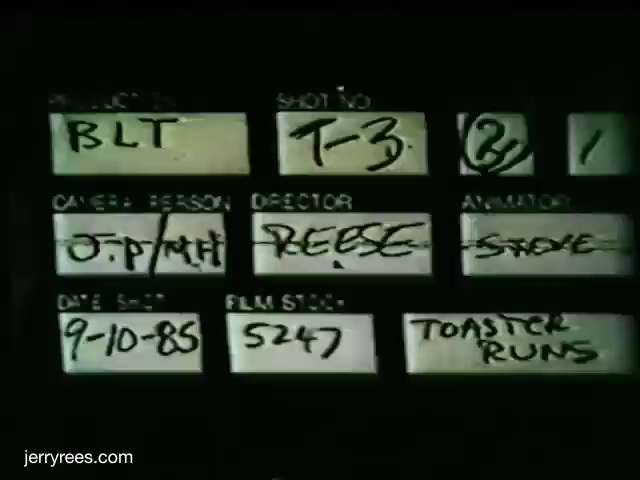 PRODUCTION SHOT NO
BLT T-3 2 1
CAMERA PERSON DIRECTOR ANIMATOR
J.P/MH REESE STEVE
DATE SHOT FILM STOCK
9-10-85 5247 TOASTER
RUNS
jerryrees.com